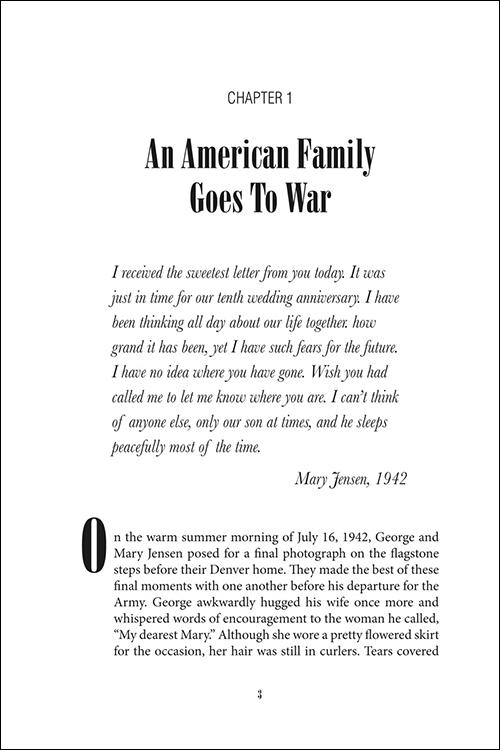 CHAPTER 1
An American Family
Goes To War
I received the sweetest letter from you today. It was
just in time for our tenth wedding anniversary. I have
been thinking all day about our life together. how
grand it has been, yet I have such fears for the future.
I have no idea where you have gone. Wish you had
called me to let me know where you are. I can’t think
of anyone else, only our son at times, and he sleeps
peacefully most of the time.
Mary Jensen, 1942
On the warm summer morning of July 16, 1942, George and
Mary Jensen posed for a final photograph on the flagstone
steps before their Denver home. They made the best of these
final moments with one another before his departure for the
Army. George awkwardly hugged his wife once more and
whispered words of encouragement to the woman he called,
“My dearest Mary.” Although she wore a pretty flowered skirt
for the occasion, her hair was still in curlers. Tears covered
3